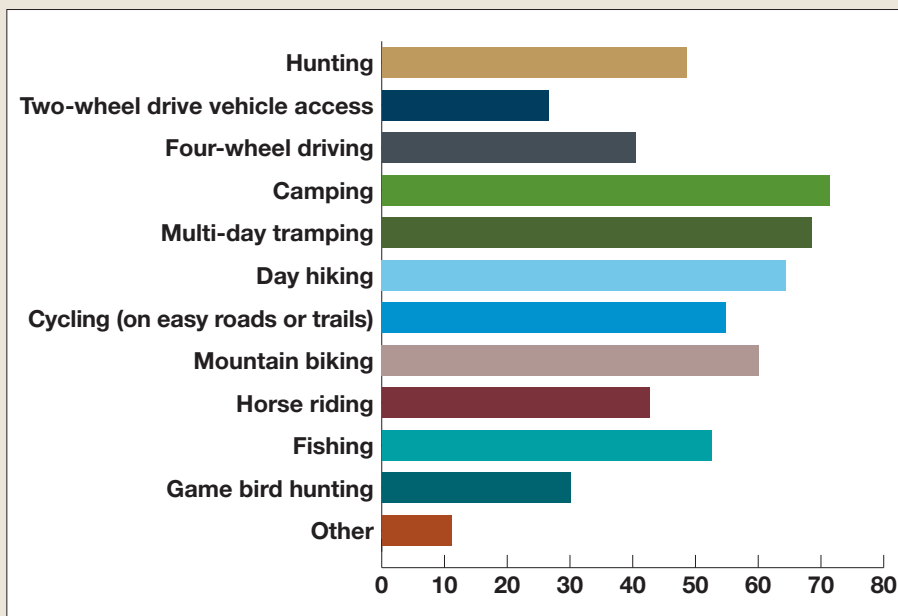 Hunting
Two-wheel drive vehicle access
Four-wheel driving
Camping
Multi-day tramping
Day hiking
Cycling (on easy roads or trails)
Mountain biking
Horse riding
Fishing
Game bird hunting
Other
0 10 20 30 40 50 60 70 80